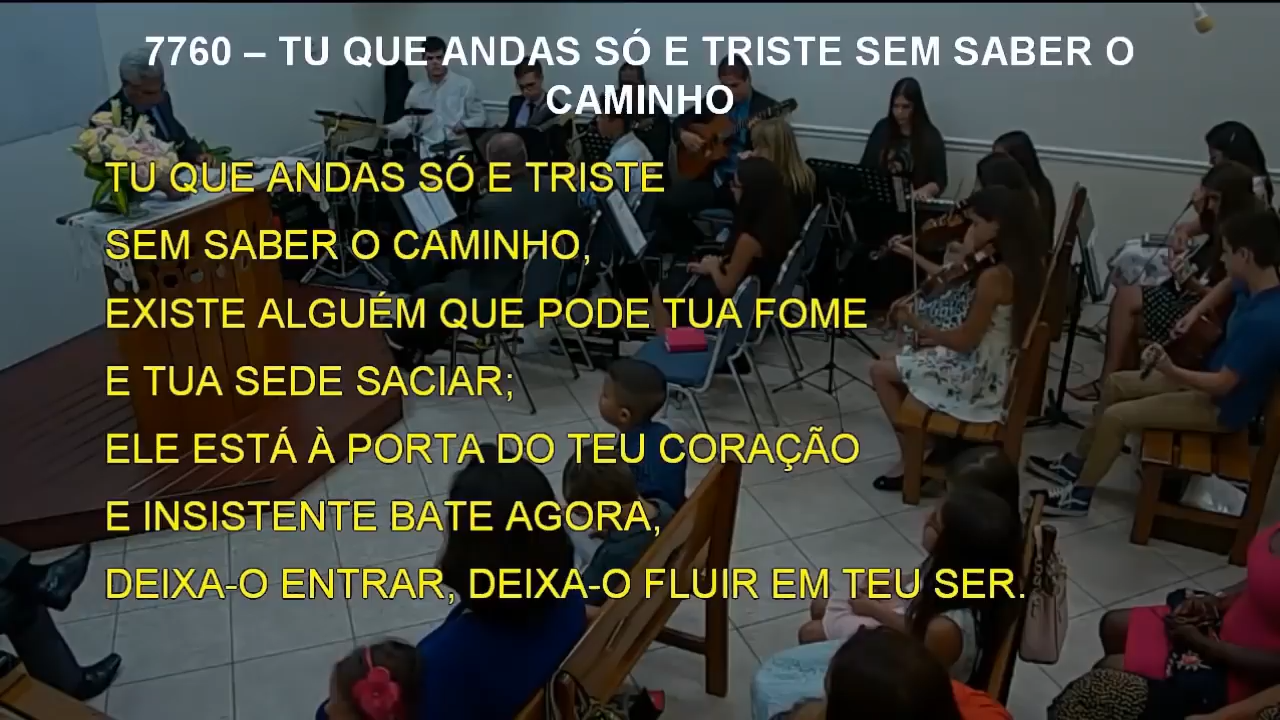 7760 – TU QUE ANDAS SÓ E TRISTE SEM SABER O
CAMINHO
TU QUE ANDAS SÓ E TRISTE
SEM SABER O CAMINHO,
EXISTE ALGUÉM QUE PODE TUA FOME
E TUA SEDE SACIAR;
ELE ESTÁ À PORTA DO TEU CORAÇÃO
E INSISTENTE BATE AGORA,
DEIXA-O ENTRAR, DEIXA-O FLUIR EM TEU SER.